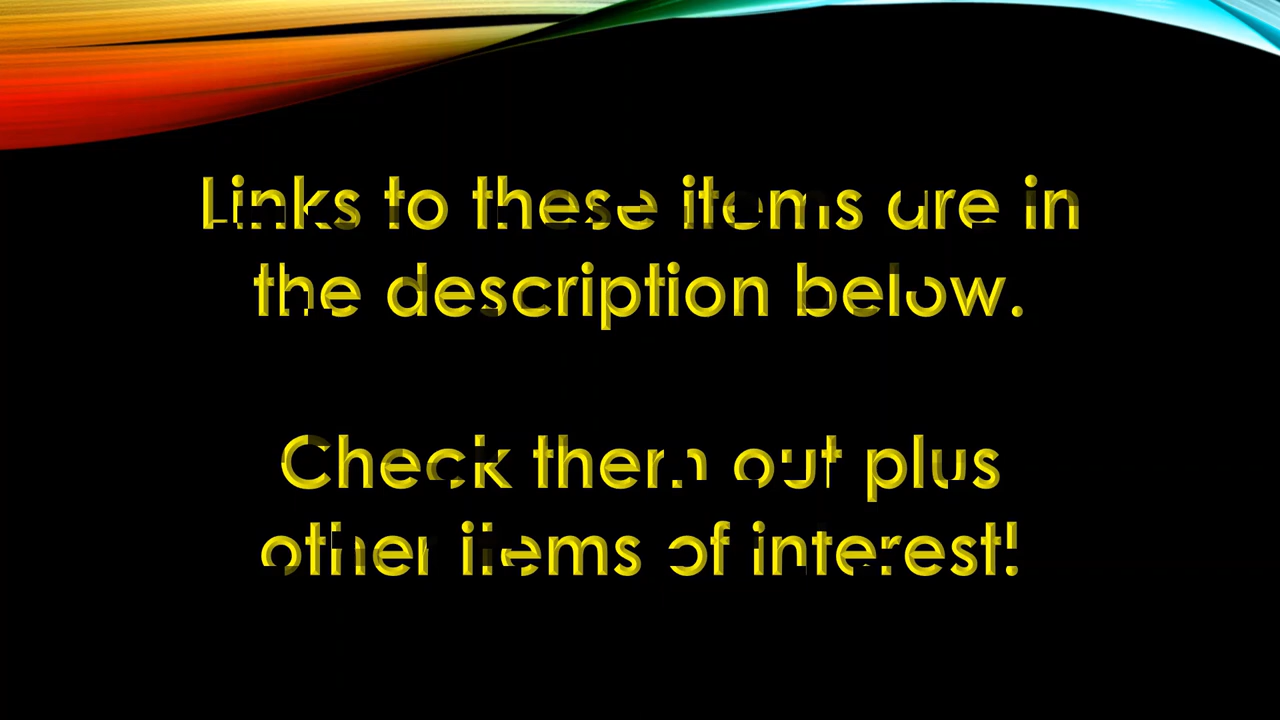 Links to these items are in
the description below.
Check them out plus
other items of interest!